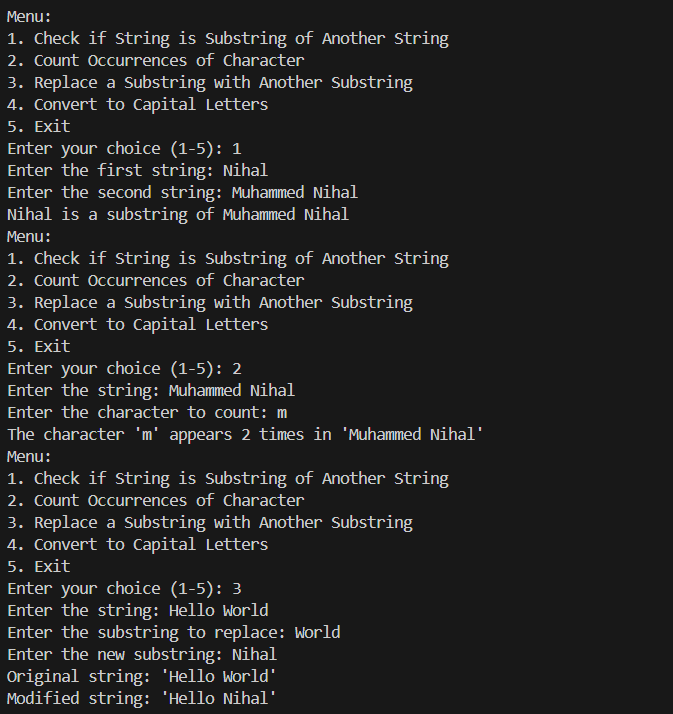 Menu:
1. Check if String is Substring of Another String
2. Count Occurrences of Character
3. Replace a Substring with Another Substring
4. Convert to Capital Letters
5. Exit
Enter your choice (1-5): 1
Enter the first string: Nihal
Enter the second string: Muhammed Nihal
Nihal is a substring of Muhammed Nihal
Menu:
1. Check if String is Substring of Another String
2. Count Occurrences of Character
3. Replace a Substring with Another Substring
4. Convert to Capital Letters
5. Exit
Enter your choice (1-5): 2
Enter the string: Muhammed Nihal
Enter the character to count: m
The character 'm' appears 2 times in 'Muhammed Nihal'
Menu:
1. Check if String is Substring of Another String
2. Count Occurrences of Character
3. Replace a Substring with Another Substring
4. Convert to Capital Letters
5. Exit
Enter your choice (1-5): 3
Enter the string: Hello World
Enter the substring to replace: World
Enter the new substring: Nihal
Original string: 'Hello World'
Modified string: 'Hello Nihal'